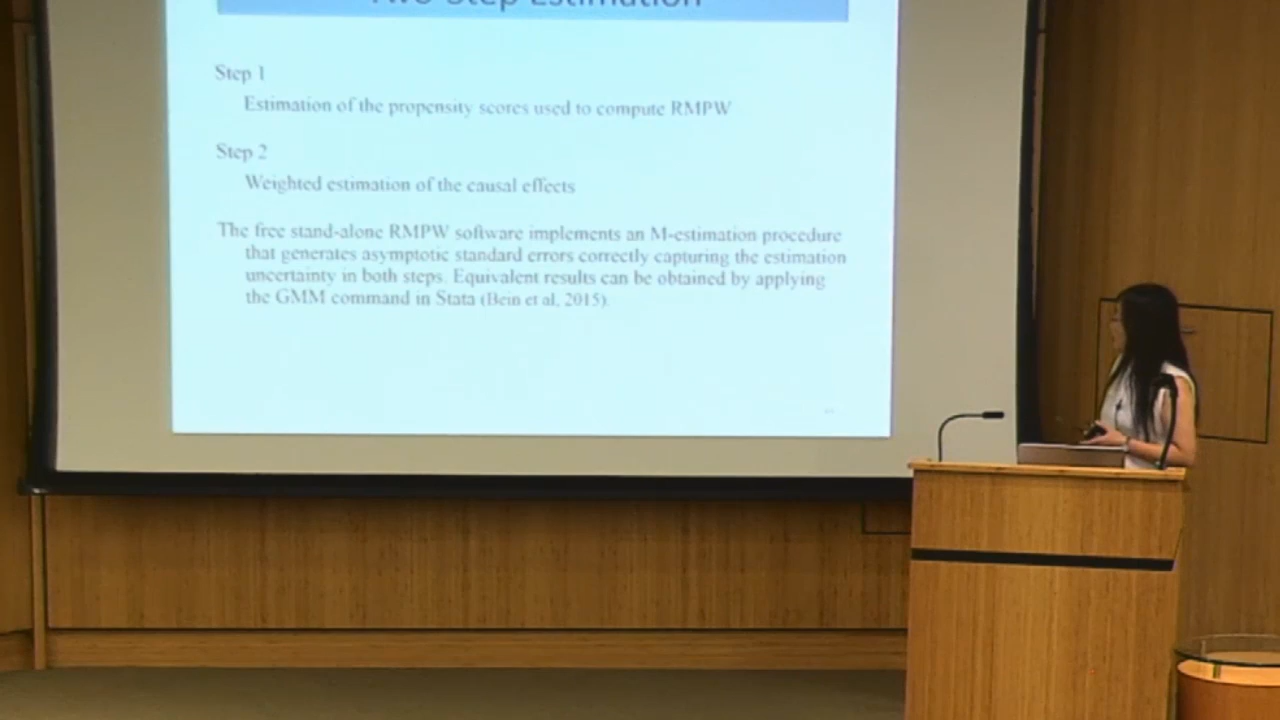 Two Step Estimation
Step 1
Estimation of the propensity scores used to compute RMPW
Step 2
Weighted estimation of the causal effects
The free stand-alone RMPW software implements an M-estimation procedure
that generates asymptotic standard errors correctly capturing the estimation
uncertainty in both steps. Equivalent results can be obtained by applying
the GMM command in Stata (Bein et al, 2015).